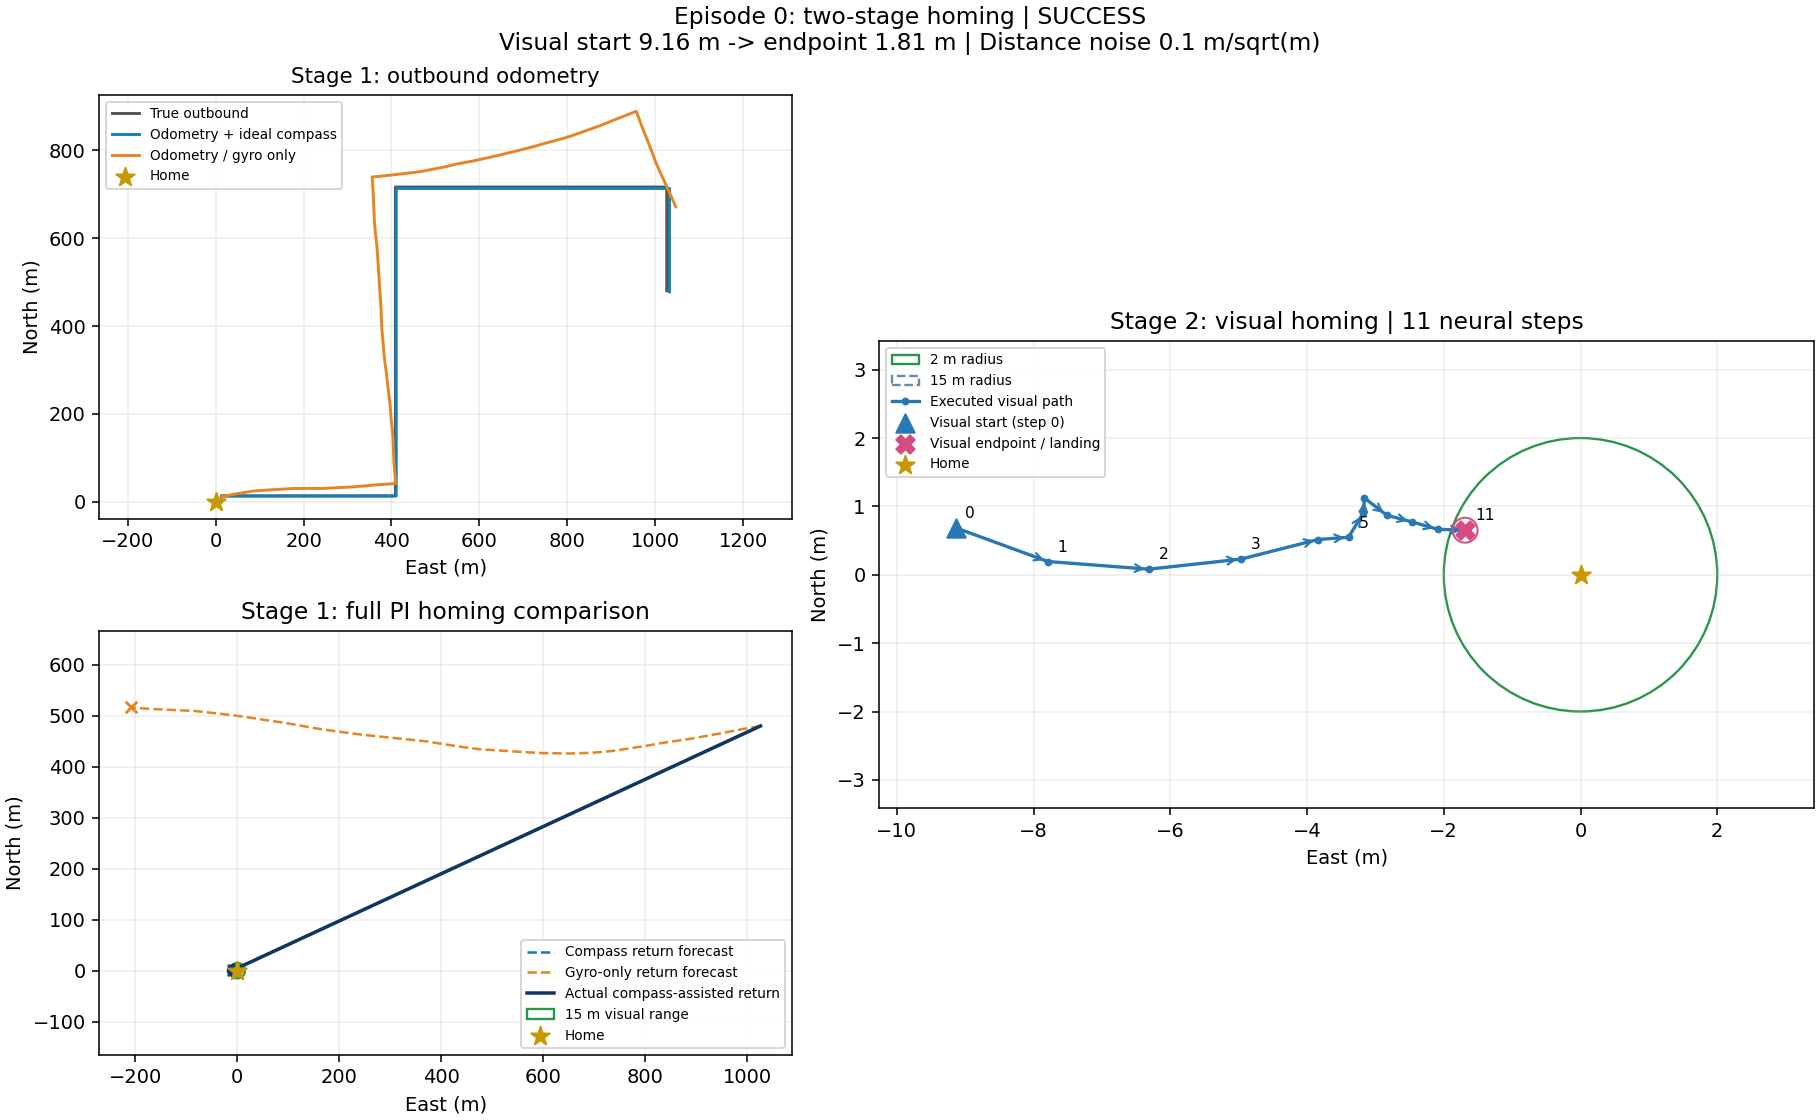 Episode 0: two-stage homing | SUCCESS
Visual start 9.16 m -> endpoint 1.81 m | Distance noise 0.1 m/sqrt(m)
Stage 1: outbound odometry
True outbound
Odometry + ideal compass
Odometry / gyro only
Home
800
600
400
200
0
−200
0
200
400
600
800
1000
1200
North (m)
East (m)
Stage 1: full PI homing comparison
600
500
400
300
200
100
0
−100
−200
0
200
400
600
800
1000
North (m)
East (m)
Compass return forecast
Gyro-only return forecast
Actual compass-assisted return
15 m visual range
Home
Stage 2: visual homing | 11 neural steps
2 m radius
15 m radius
Executed visual path
Visual start (step 0)
Visual endpoint / landing
Home
3
2
1
0
−1
−2
−3
0
1
2
3
5
11
−10
−8
−6
−4
−2
0
2
North (m)
East (m)